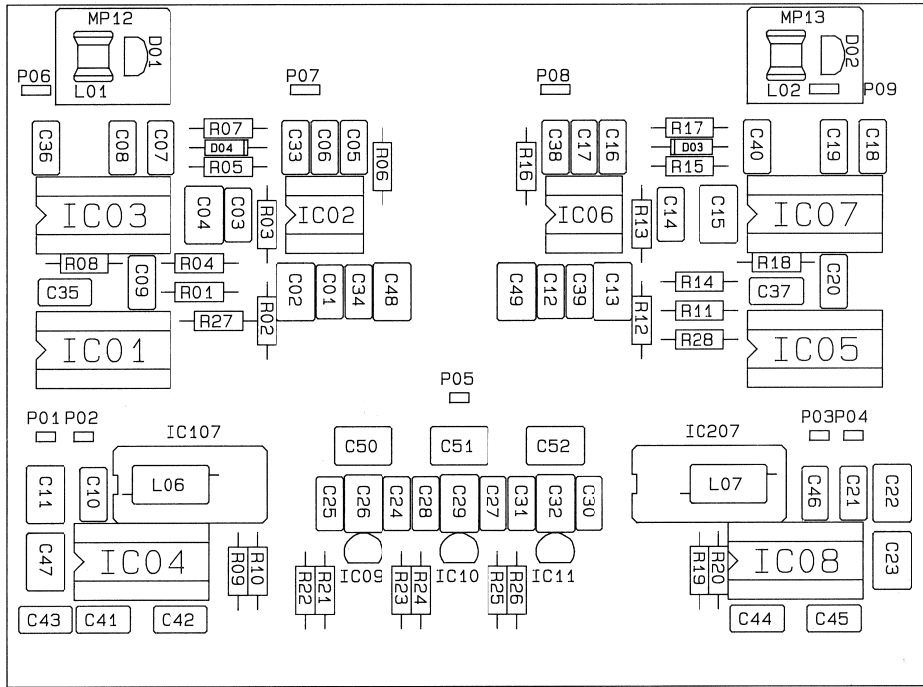 MP12 MP13
D01 D02
P06 L01 P07 P08 L02 P09
C36 C08 C07 R07 C33 C06 C05 C38 C17 C16 R17 C40 C19 C18
D04 D03
R05 R06 R16 R15
IC03 C04 C03 R03 IC02 IC06 R13 C14 C15 IC07
R08 C09 R04 R18 C20
C35 R01 C02 C01 C34 C48 C49 C12 C39 C13 R14 C37
R27 R02 R12 R11
IC01 R28 IC05
P05
P01 P02 IC107 IC207 P03 P04
C50 C51 C52
C11 C10 L06 C25 C26 C24 C28 C29 C27 C31 C32 C30 L07 C46 C21 C22
C47 IC04 R09 R10 IC09 IC10 IC11 R19 R20 IC08 C23
R22 R21 R23 R24 R25 R26
C43 C41 C42 C44 C45